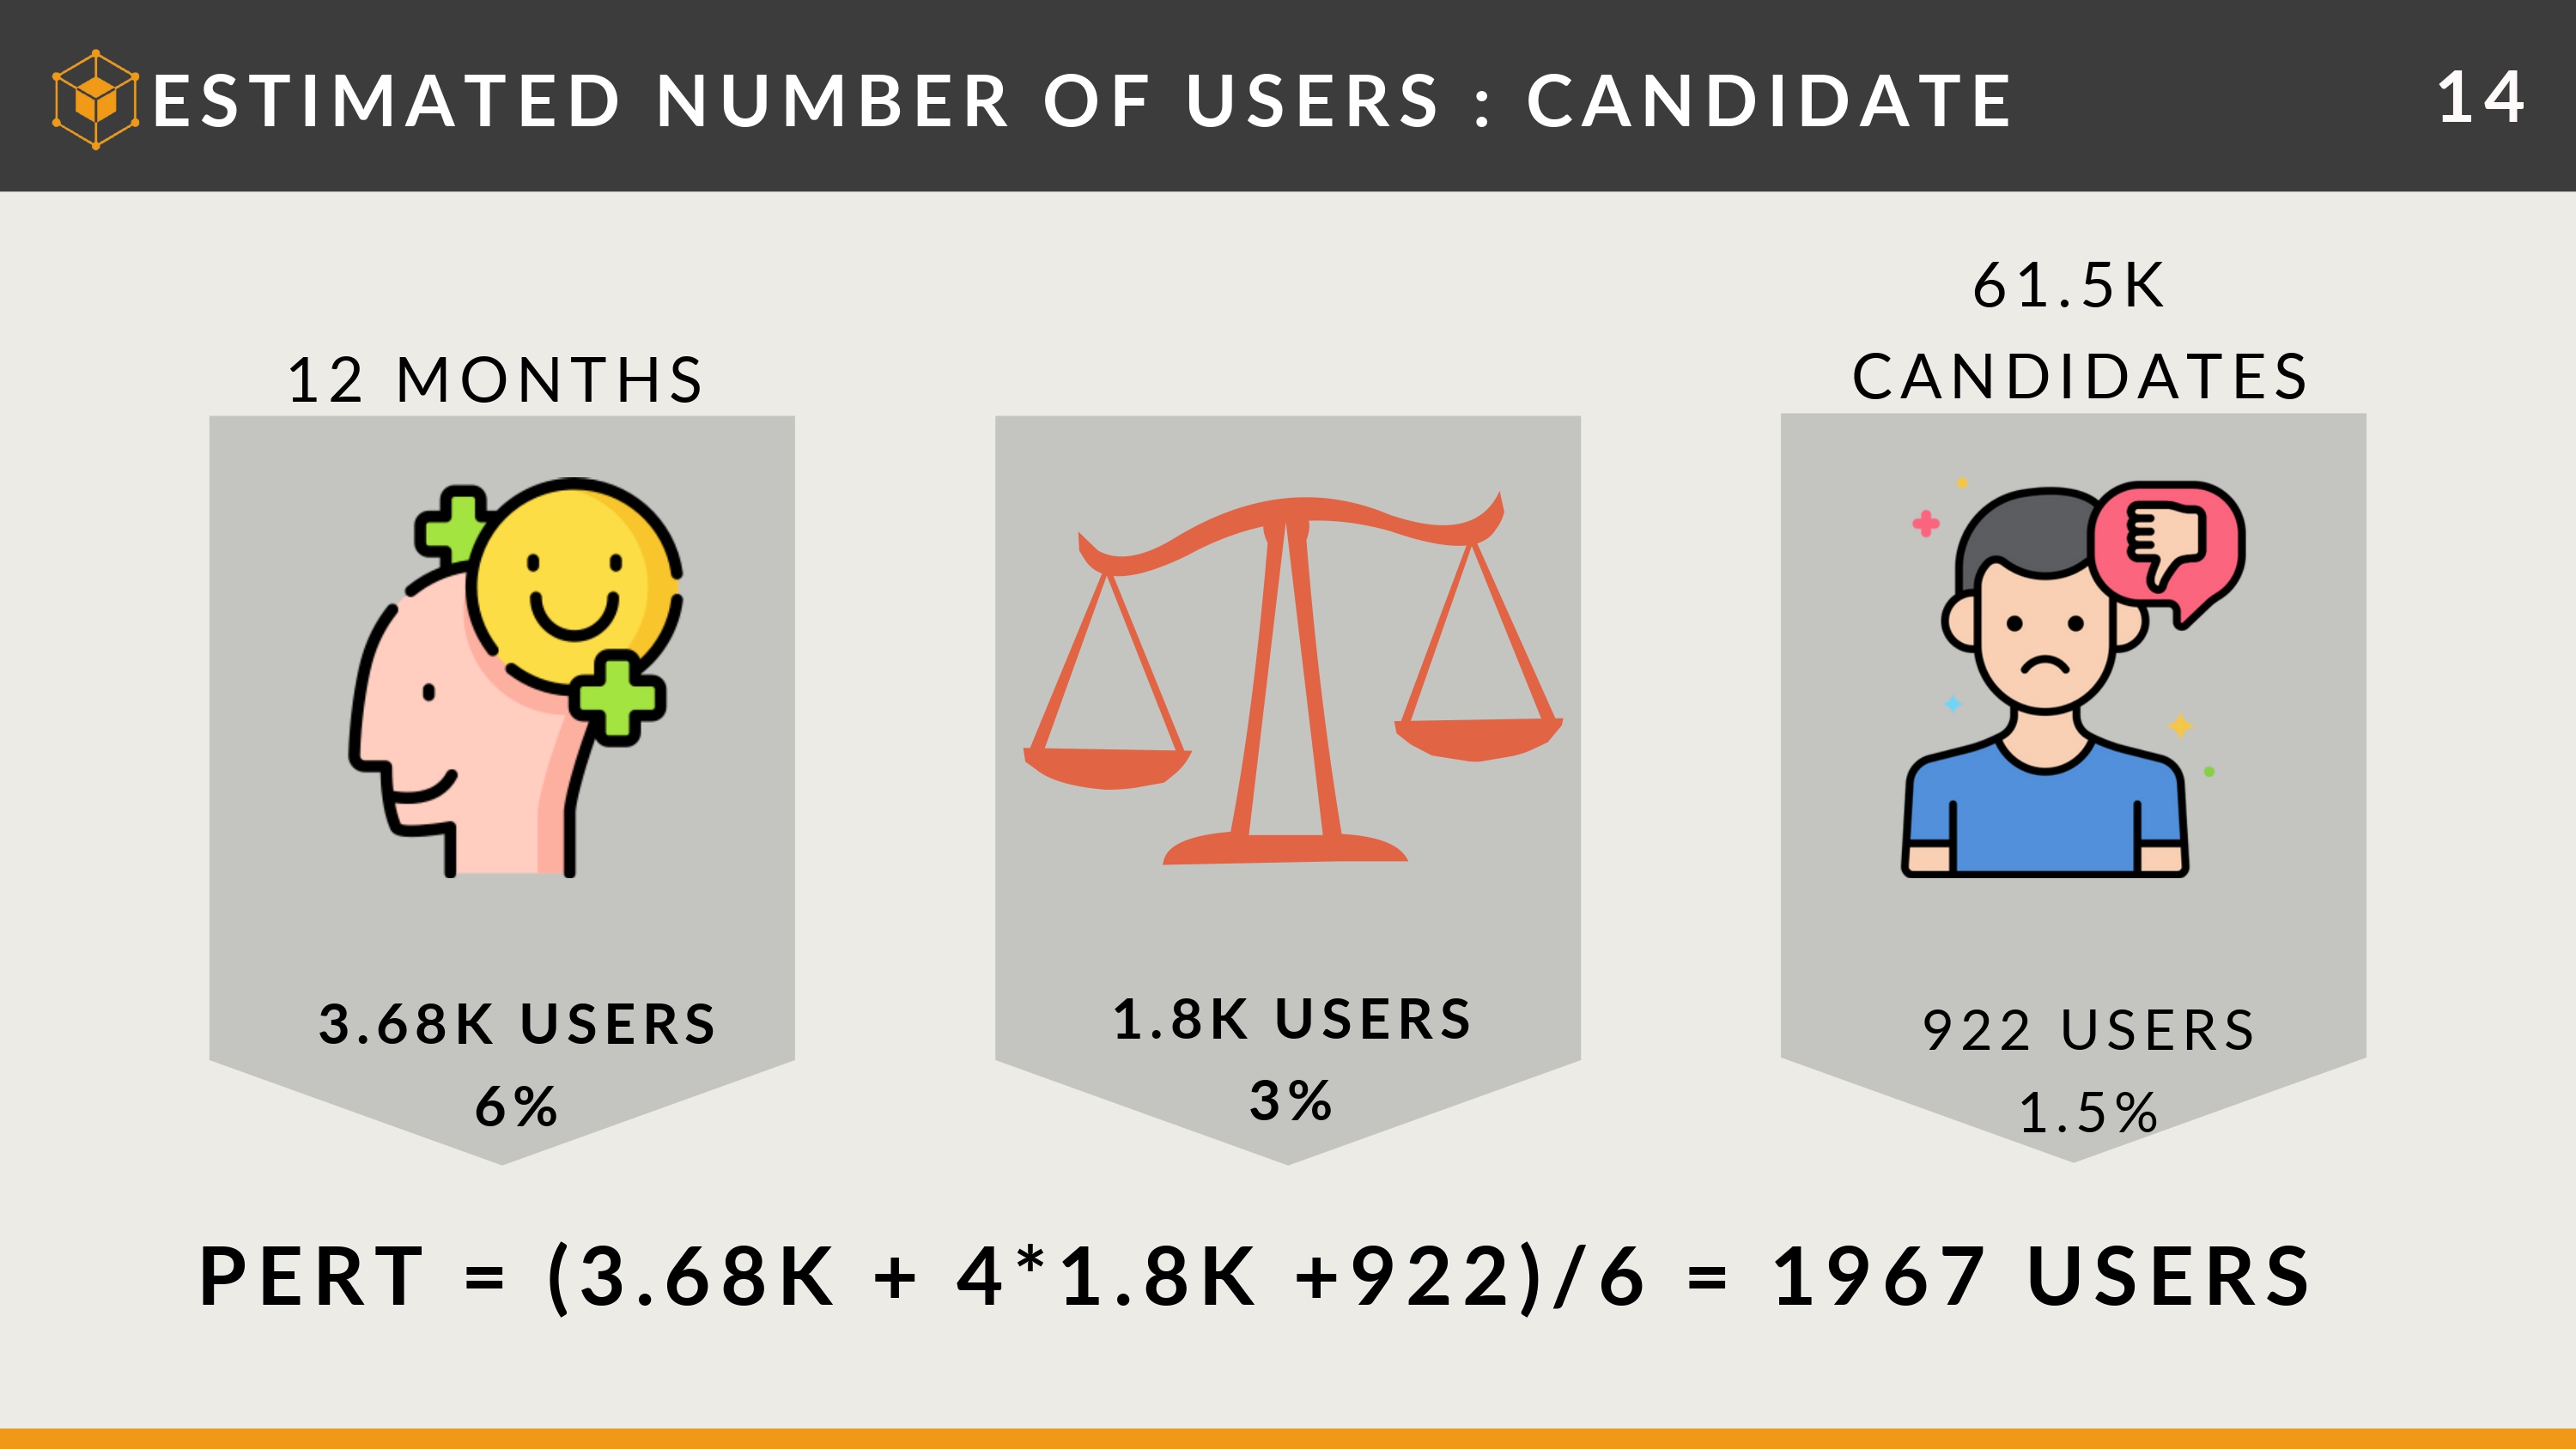 ESTIMATED NUMBER OF USERS : CANDIDATE
14
12 MONTHS
61.5K
CANDIDATES
3.68K USERS
6%
1.8K USERS
3%
922 USERS
1.5%
PERT = (3.68K + 4*1.8K +922)/6 = 1967 USERS